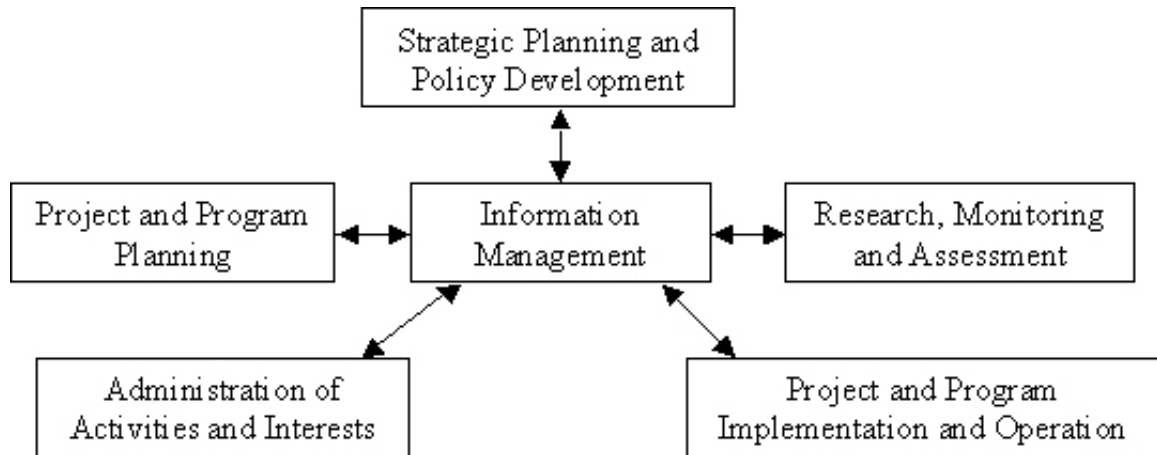 Strategic Planning and
Policy Development
Project and Program
Planning
Information
Management
Research, Monitoring
and Assessment
Administration of
Activities and Interests
Project and Program
Implementation and Operation